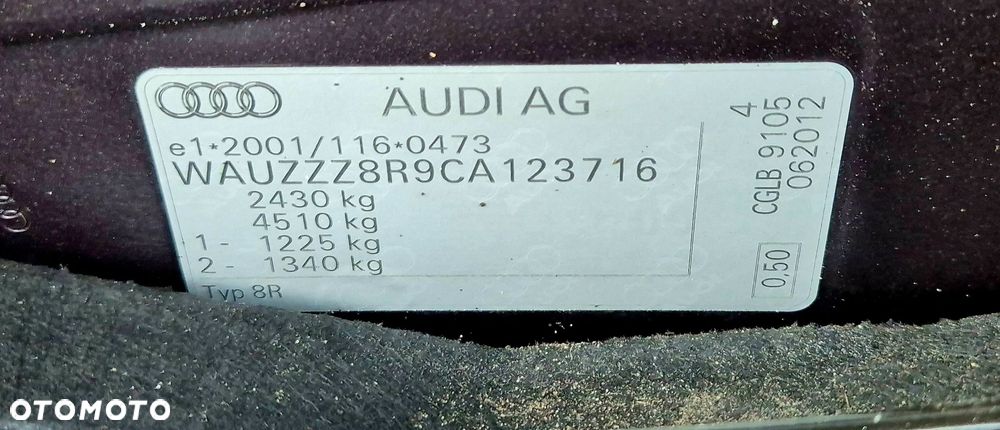 AUDI AG
e1*2001/116*0473
WAUZZZ8R9CA123716
2430 kg
4510 kg
1 - 1225 kg
2 - 1340 kg
Typ 8R
4
CGLB 9105
062012
0,50
OTOMOTO